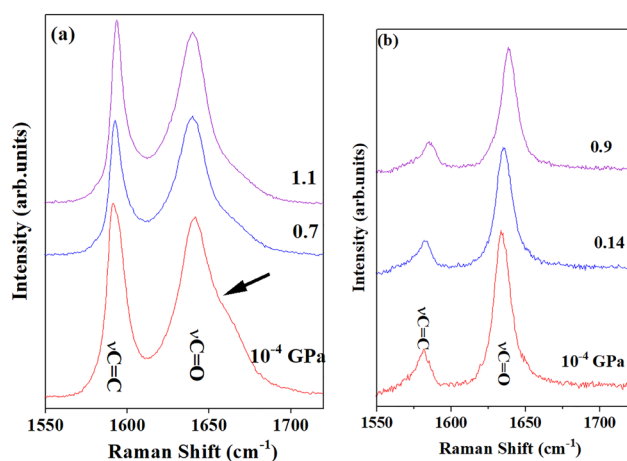 (a)
1.1
0.7
10⁻⁴ GPa
νC=C
νC=O
Intensity (arb.units)
1550 1600 1650 1700
Raman Shift (cm⁻¹)
(b)
0.9
0.14
10⁻⁴ GPa
νC=C
νC=O
Intensity (arb.units)
1550 1600 1650 1700
Raman Shift (cm⁻¹)